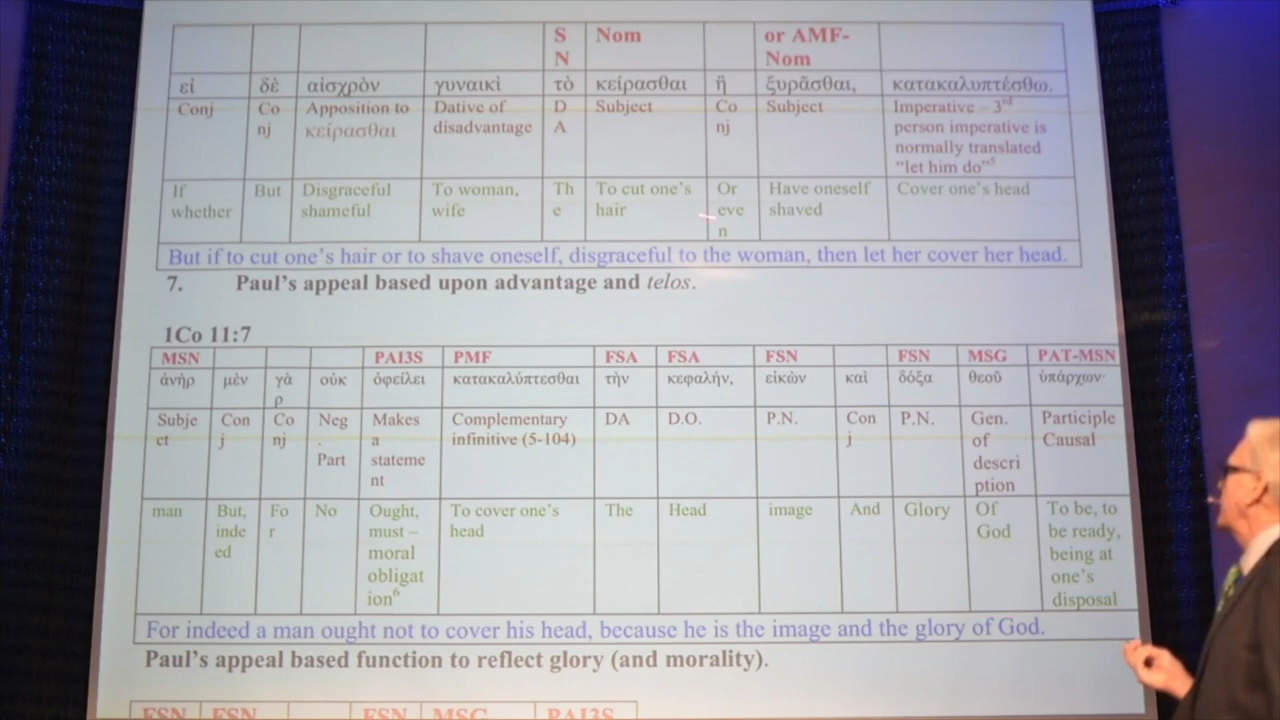 S N Nom or AMF-Nom
εἰ δὲ αἰσχρὸν γυναικὶ τὸ κείρασθαι ἢ ξυρᾶσθαι, κατακαλυπτέσθω.
Conj Co nj Apposition to κείρασθαι Dative of disadvantage D A Subject Co nj Subject Imperative – 3rd person imperative is normally translated “let him do”5
If whether But Disgraceful shameful To woman, wife Th e To cut one’s hair Or eve n Have oneself shaved Cover one’s head
But if to cut one’s hair or to shave oneself, disgraceful to the woman, then let her cover her head.
7. Paul’s appeal based upon advantage and telos.
1Co 11:7
MSN PAI3S PMF FSA FSA FSN FSN MSG PAT-MSN
ἀνὴρ μὲν γὰ ρ οὐκ ὀφείλει κατακαλύπτεσθαι τὴν κεφαλήν, εἰκὼν καὶ δόξα θεοῦ ὑπάρχων·
Subje ct Con j Co nj Neg . Part Makes a stateme nt Complementary infinitive (5-104) DA D.O. P.N. Con j P.N. Gen. of descri ption Participle Causal
man But, inde ed Fo r No Ought, must – moral obligat ion6 To cover one’s head The Head image And Glory Of God To be, to be ready, being at one’s disposal
For indeed a man ought not to cover his head, because he is the image and the glory of God.
Paul’s appeal based function to reflect glory (and morality).
FSN FSN FSN MSG PAI3S